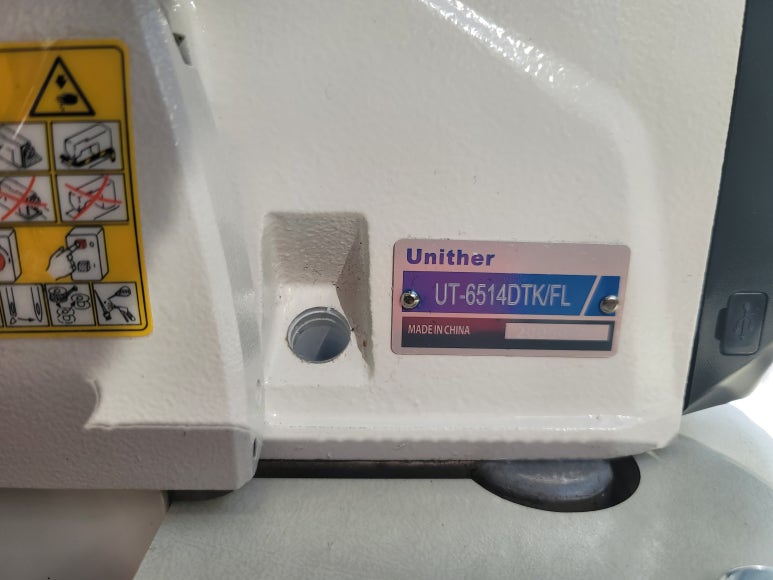 Unither
UT-6514DTK/FL
MADE IN CHINA